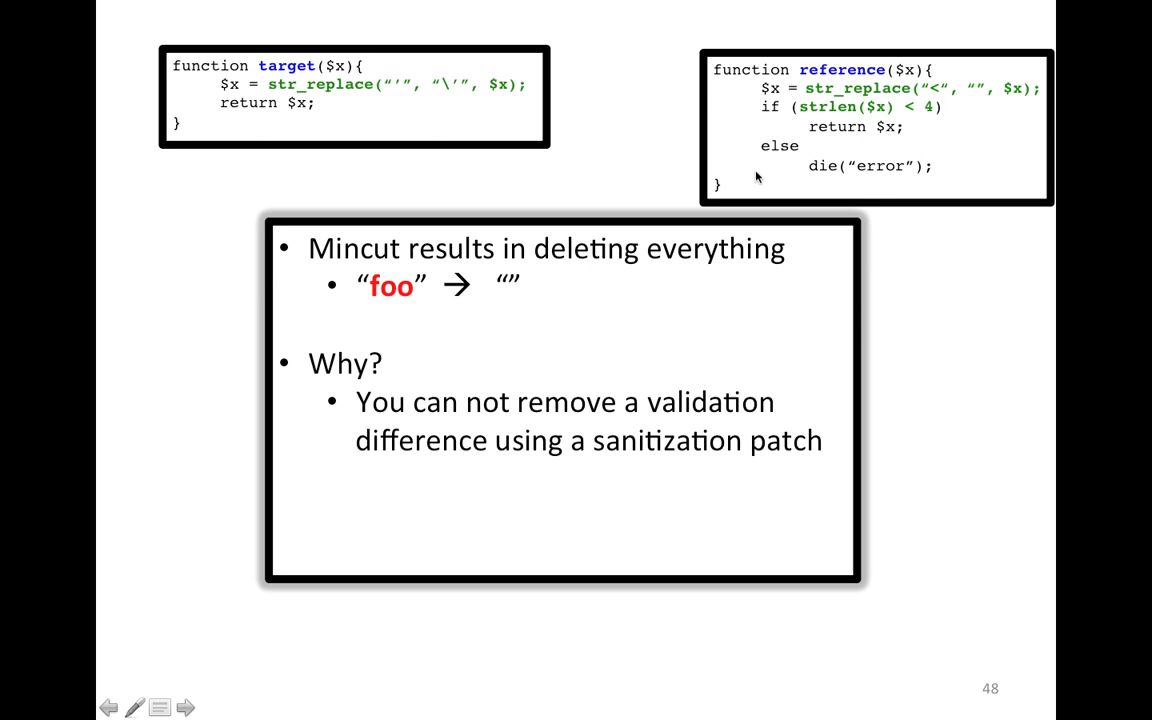 function target($x){
$x = str_replace(“’”, “\’”, $x);
return $x;
}
function reference($x){
$x = str_replace(“<“, “”, $x);
if (strlen($x) < 4)
return $x;
else
die(“error”);
}
• Mincut results in deleting everything
• “foo” → “”
• Why?
• You can not remove a validation
difference using a sanitization patch
48